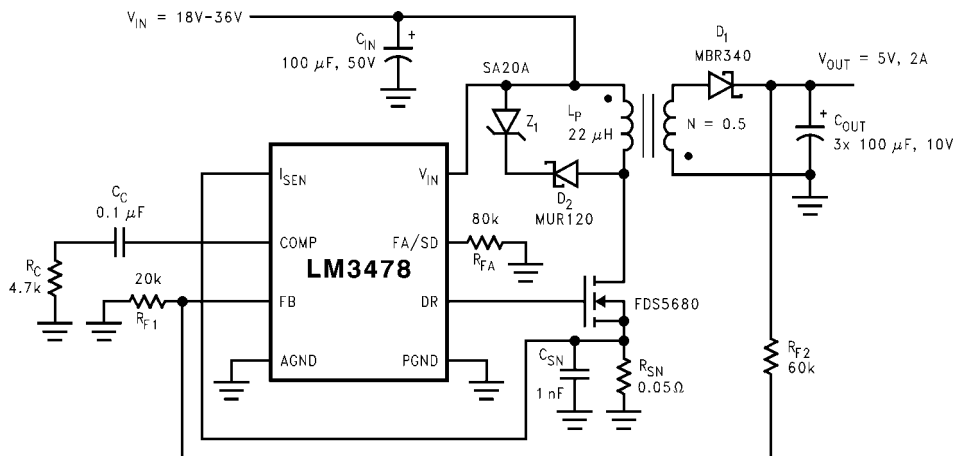 V_IN = 18V-36V
C_IN
100 µF, 50V
+
SA20A
Z_1
L_P
22 µH
N = 0.5
D_1
MBR340
V_OUT = 5V, 2A
+
C_OUT
3x 100 µF, 10V
D_2
MUR120
I_SEN
V_IN
C_C
0.1 µF
COMP
FA/SD
80k
R_FA
LM3478
R_C
4.7k
20k
R_F1
FB
DR
FDS5680
AGND
PGND
C_SN
1 nF
R_SN
0.05Ω
R_F2
60k